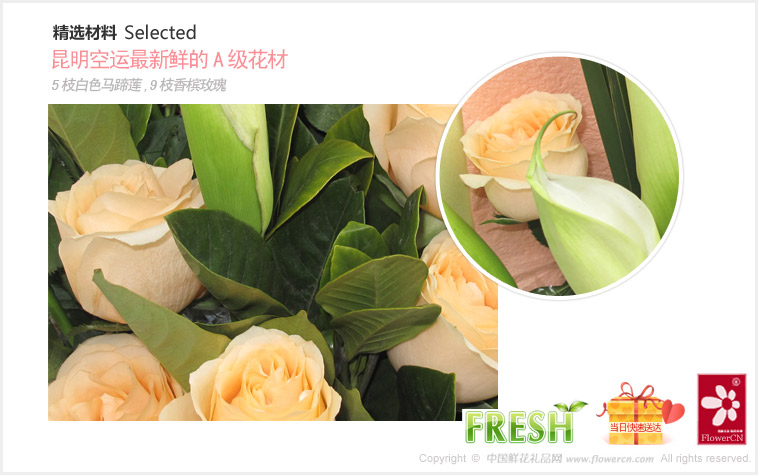 精选材料 Selected
昆明空运最新鲜的 A 级花材
5 枝白色马蹄莲 , 9 枝香槟玫瑰
FRESH
当日快速送达
FlowerCN
Copyright © 中国鲜花礼品网 www.flowercn.com All rights reserved.